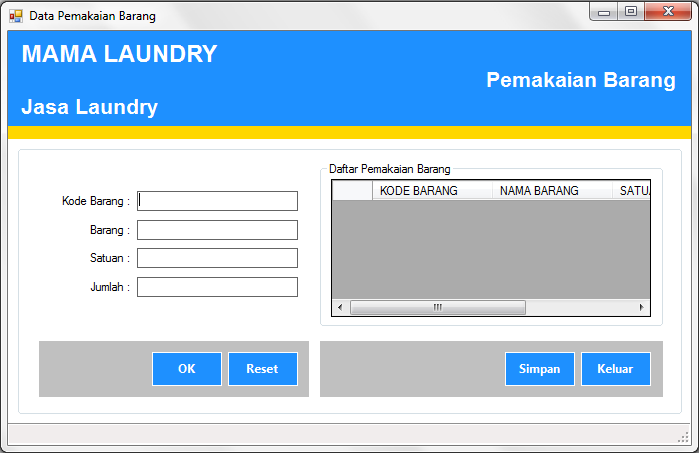 Data Pemakaian Barang
MAMA LAUNDRY
Pemakaian Barang
Jasa Laundry
Daftar Pemakaian Barang
KODE BARANG NAMA BARANG SATU
Kode Barang :
Barang :
Satuan :
Jumlah :
OK Reset
Simpan Keluar